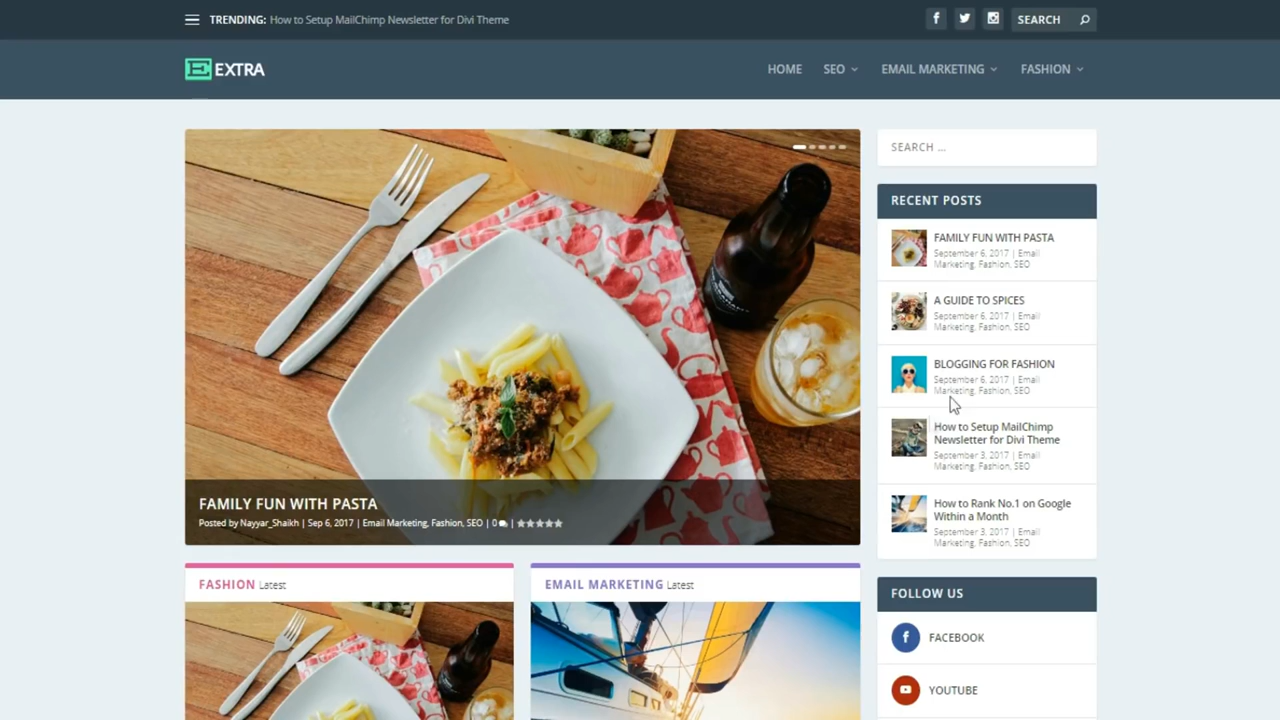 TRENDING: How to Setup MailChimp Newsletter for Divi Theme
SEARCH
EXTRA
HOME SEO EMAIL MARKETING FASHION
SEARCH ...
RECENT POSTS
FAMILY FUN WITH PASTA
September 6, 2017 | Email
Marketing, Fashion, SEO
A GUIDE TO SPICES
September 6, 2017 | Email
Marketing, Fashion, SEO
BLOGGING FOR FASHION
September 6, 2017 | Email
Marketing, Fashion, SEO
How to Setup MailChimp
Newsletter for Divi Theme
September 3, 2017 | Email
Marketing, Fashion, SEO
How to Rank No.1 on Google
Within a Month
September 3, 2017 | Email
Marketing, Fashion, SEO
FAMILY FUN WITH PASTA
Posted by Nayyar_Shaikh | Sep 6, 2017 | Email Marketing, Fashion, SEO | 0 |
FASHION Latest
EMAIL MARKETING Latest
FOLLOW US
FACEBOOK
YOUTUBE